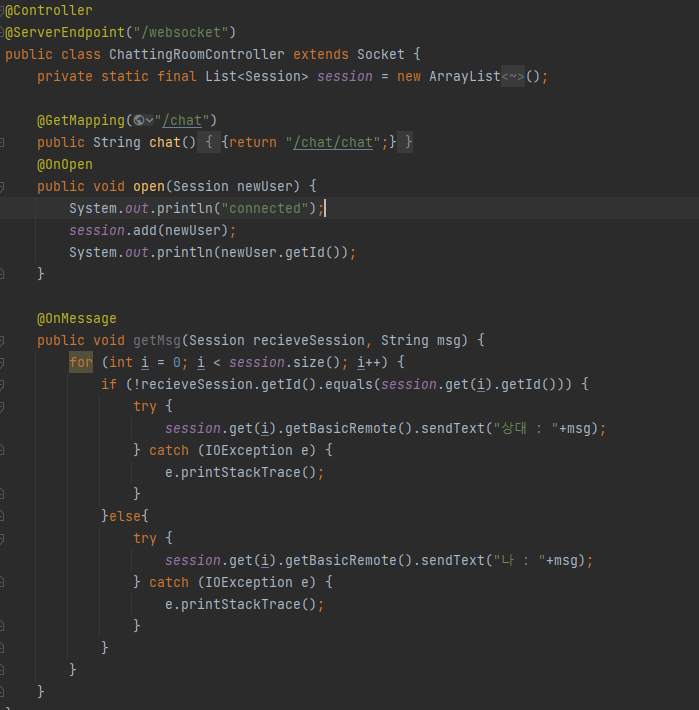 @Controller
@ServerEndpoint("/websocket")
public class ChattingRoomController extends Socket {
    private static final List<Session> session = new ArrayList<~>();
    @GetMapping("/chat")
    public String chat() { {return "/chat/chat";} }
    @OnOpen
    public void open(Session newUser) {
        System.out.println("connected");
        session.add(newUser);
        System.out.println(newUser.getId());
    }
    @OnMessage
    public void getMsg(Session recieveSession, String msg) {
        for (int i = 0; i < session.size(); i++) {
            if (!recieveSession.getId().equals(session.get(i).getId())) {
                try {
                    session.get(i).getBasicRemote().sendText("상대 : "+msg);
                } catch (IOException e) {
                    e.printStackTrace();
                }
            }else{
                try {
                    session.get(i).getBasicRemote().sendText("나 : "+msg);
                } catch (IOException e) {
                    e.printStackTrace();
                }
            }
        }
    }